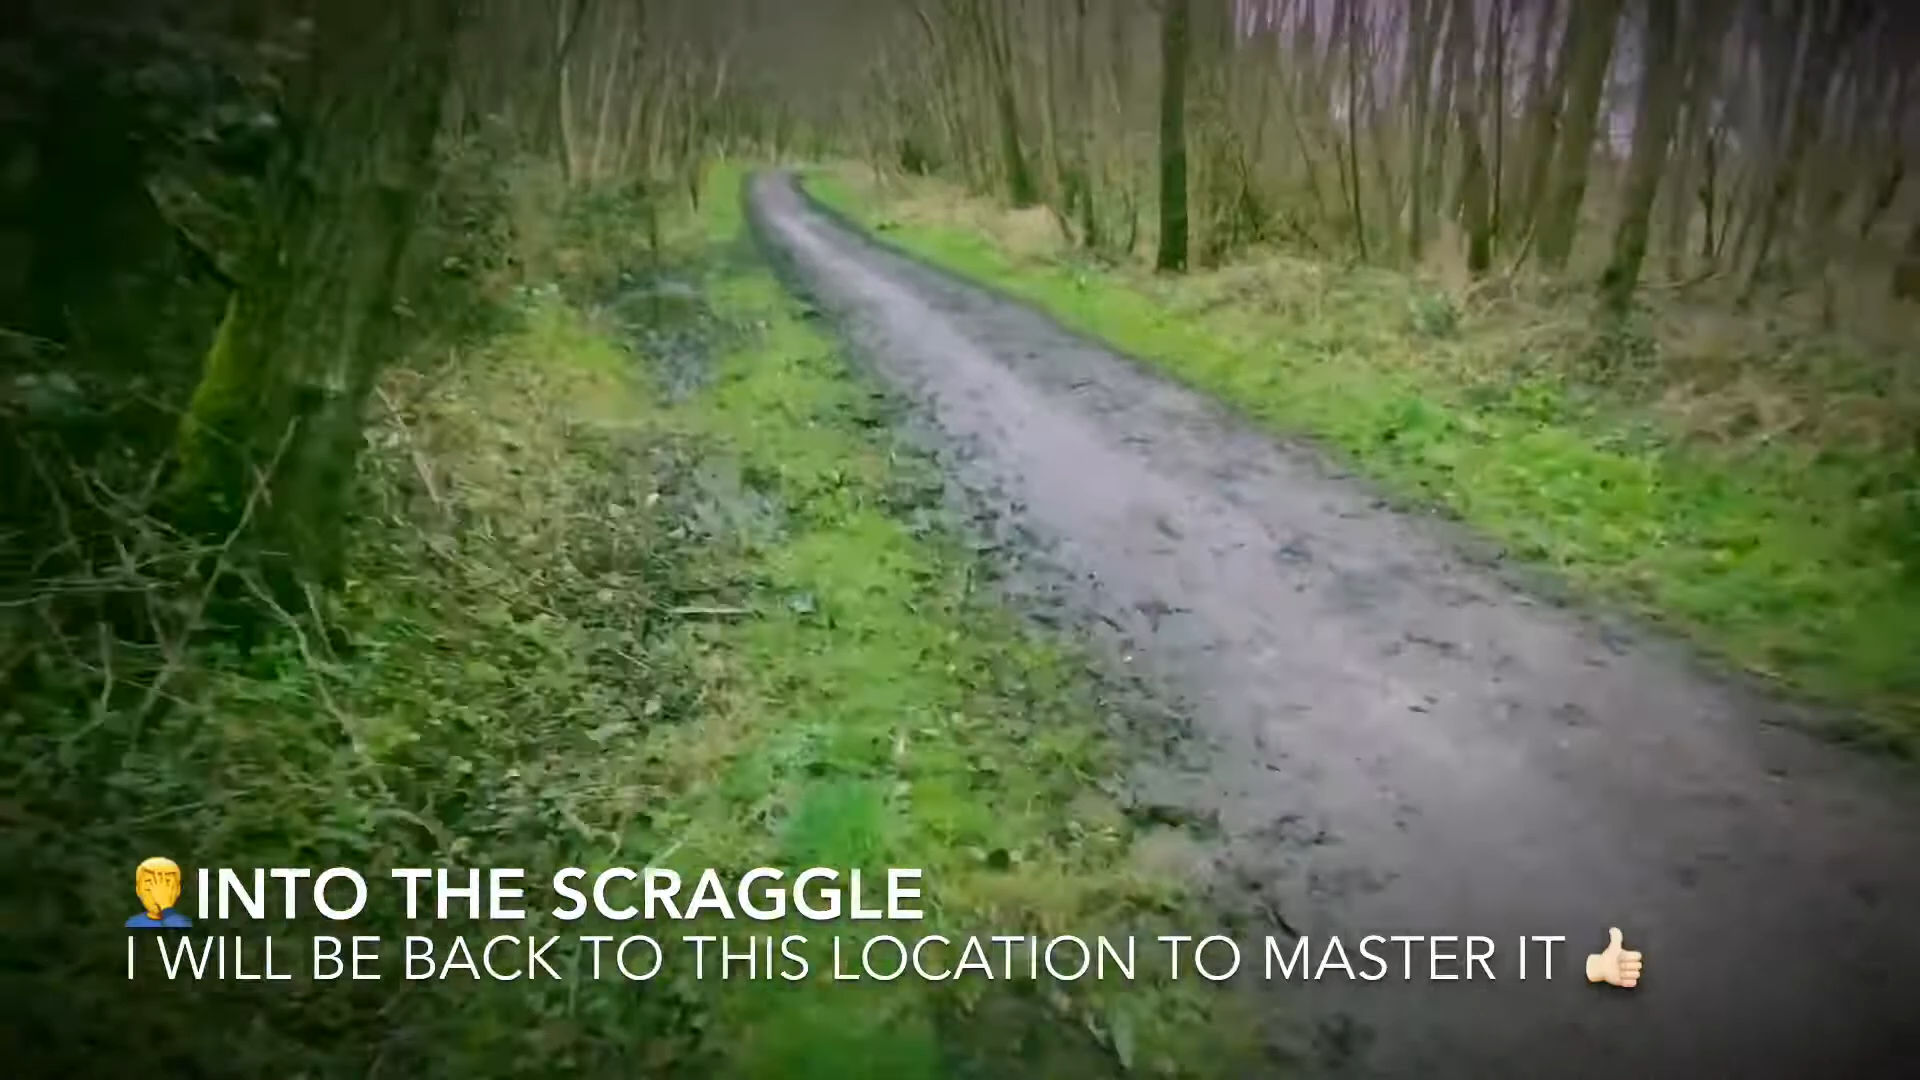 🤦‍♂️INTO THE SCRAGGLE
I WILL BE BACK TO THIS LOCATION TO MASTER IT 👍🏻